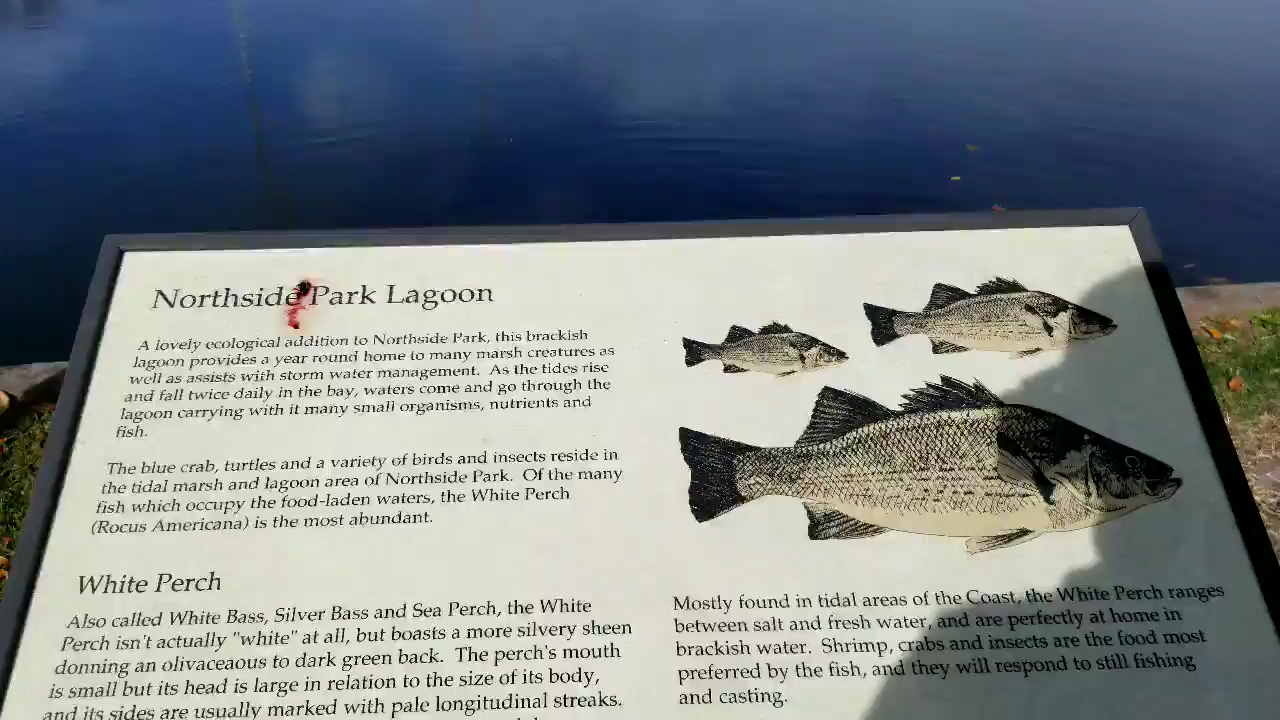 Northside Park Lagoon
A lovely ecological addition to Northside Park, this brackish
lagoon provides a year round home to many marsh creatures as
well as assists with storm water management. As the tides rise
and fall twice daily in the bay, waters come and go through the
lagoon carrying with it many small organisms, nutrients and
fish.
The blue crab, turtles and a variety of birds and insects reside in
the tidal marsh and lagoon area of Northside Park. Of the many
fish which occupy the food-laden waters, the White Perch
(Rocus Americana) is the most abundant.
White Perch
Also called White Bass, Silver Bass and Sea Perch, the White
Perch isn't actually "white" at all, but boasts a more silvery sheen
donning an olivaceaous to dark green back. The perch's mouth
is small but its head is large in relation to the size of its body,
and its sides are usually marked with pale longitudinal streaks.
Mostly found in tidal areas of the Coast, the White Perch ranges
between salt and fresh water, and are perfectly at home in
brackish water. Shrimp, crabs and insects are the food most
preferred by the fish, and they will respond to still fishing
and casting.